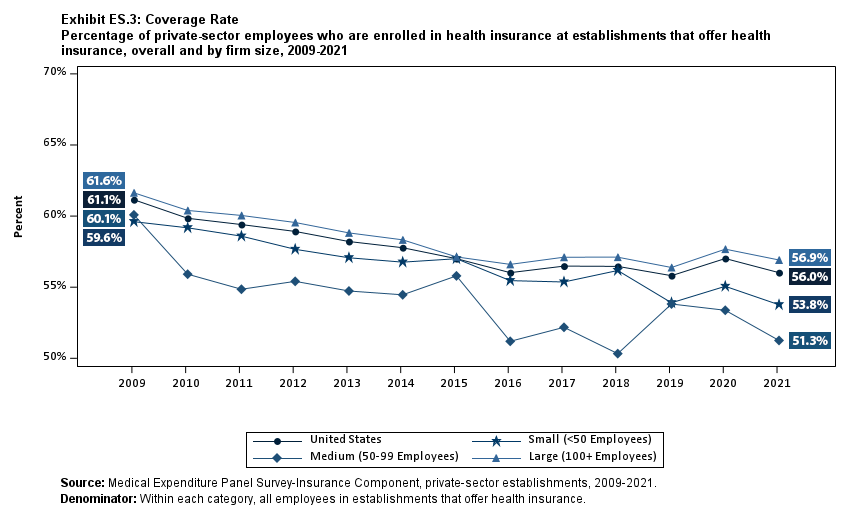 Exhibit ES.3: Coverage Rate
Percentage of private-sector employees who are enrolled in health insurance at establishments that offer health
insurance, overall and by firm size, 2009-2021
70%
65%
60%
55%
50%
Percent
61.6%
61.1%
60.1%
59.6%
56.9%
56.0%
53.8%
51.3%
2009 2010 2011 2012 2013 2014 2015 2016 2017 2018 2019 2020 2021
United States Small (<50 Employees)
Medium (50-99 Employees) Large (100+ Employees)
Source: Medical Expenditure Panel Survey-Insurance Component, private-sector establishments, 2009-2021.
Denominator: Within each category, all employees in establishments that offer health insurance.